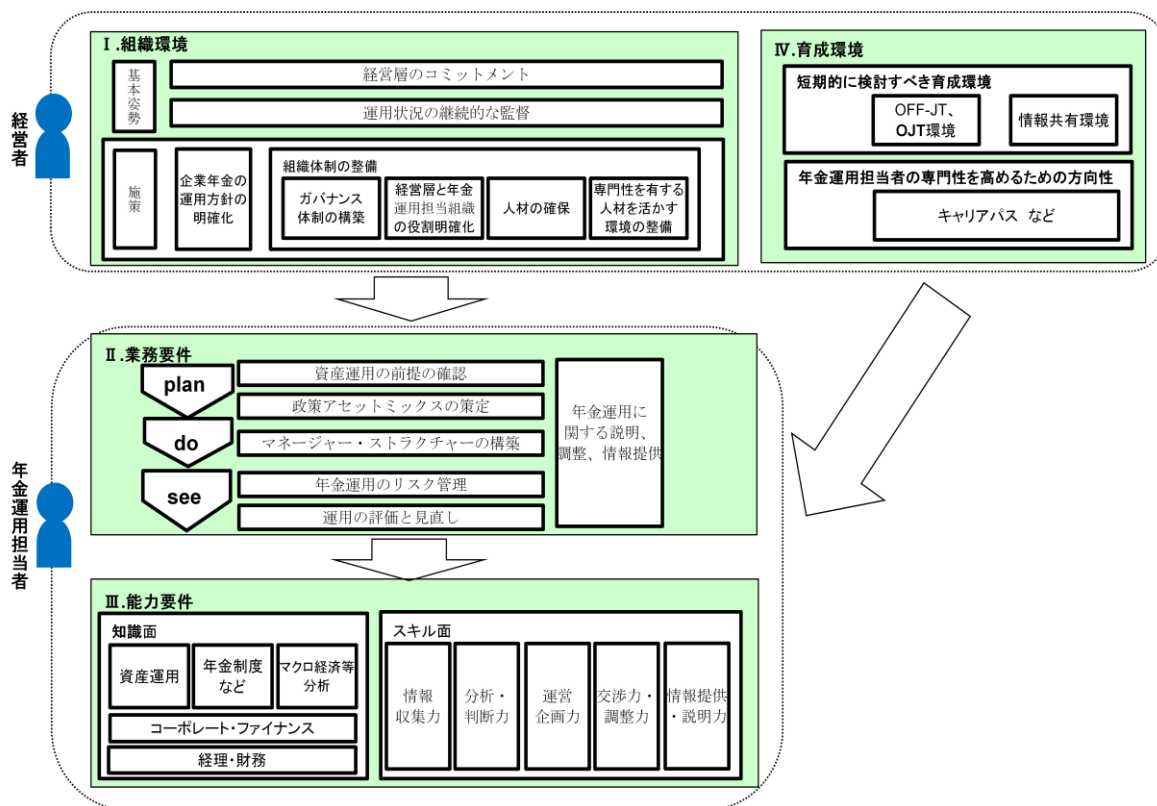 経営者
Ⅰ.組織環境
基本姿勢
経営層のコミットメント
運用状況の継続的な監督
施策
企業年金の
運用方針の
明確化
組織体制の整備
ガバナンス
体制の構築
経営層と年金
運用担当組織
の役割明確化
人材の確保
専門性を有する
人材を活かす
環境の整備
Ⅳ.育成環境
短期的に検討すべき育成環境
OFF-JT、
OJT環境
情報共有環境
年金運用担当者の専門性を高めるための方向性
キャリアパス など
年金運用担当者
Ⅱ.業務要件
plan
資産運用の前提の確認
政策アセットミックスの策定
do
マネージャー・ストラクチャーの構築
see
年金運用のリスク管理
運用の評価と見直し
年金運用に
関する説明、
調整、情報提供
Ⅲ.能力要件
知識面
資産運用
年金制度
など
マクロ経済等
分析
コーポレート・ファイナンス
経理・財務
スキル面
情報
収集力
分析・
判断力
運営
企画力
交渉力・
調整力
情報提供
・説明力